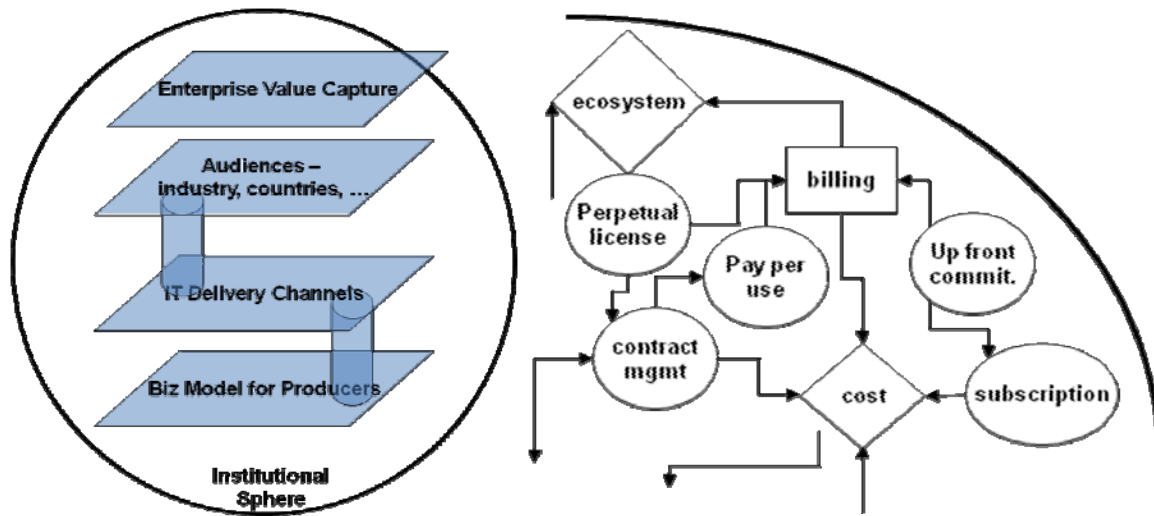 Enterprise Value Capture
Audiences –
industry, countries, ...
IT Delivery Channels
Biz Model for Producers
Institutional
Sphere
ecosystem
billing
Perpetual
license
Pay per
use
Up front
commit.
contract
mgmt
cost
subscription